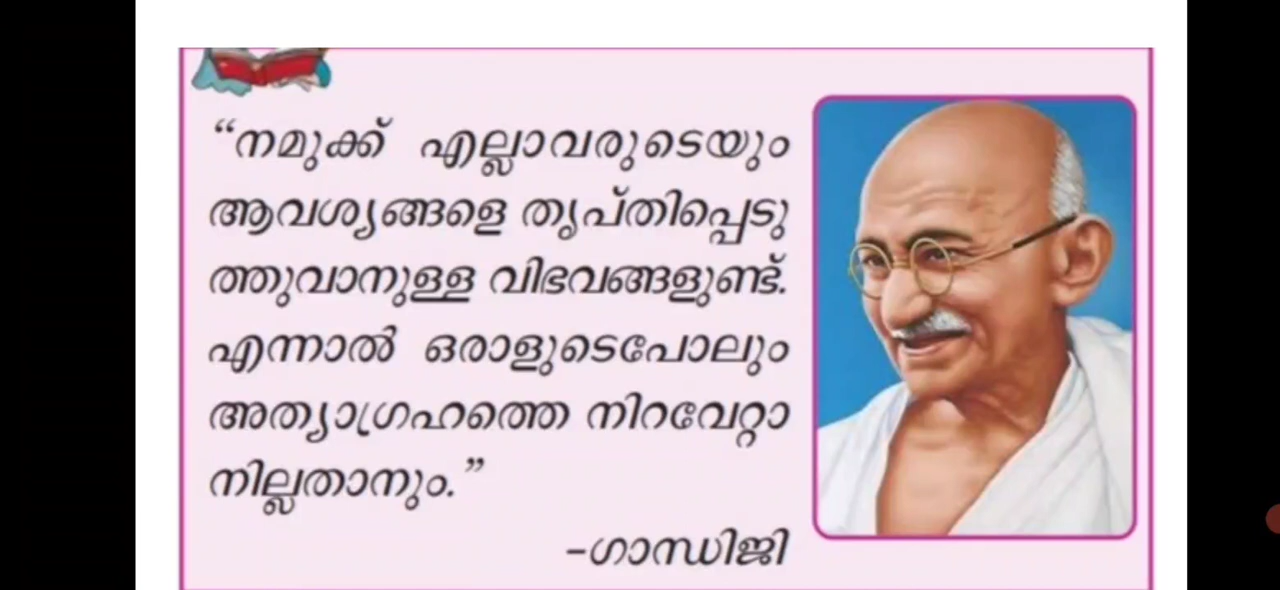 “നമുക്ക് എല്ലാവരുടെയും
ആവശ്യങ്ങളെ തൃപ്തിപ്പെടു
ത്തുവാനുള്ള വിഭവങ്ങളുണ്ട്.
എന്നാൽ ഒരാളുടെപോലും
അത്യാഗ്രഹത്തെ നിറവേറ്റാ
നില്ലതാനും.”
-ഗാന്ധിജി